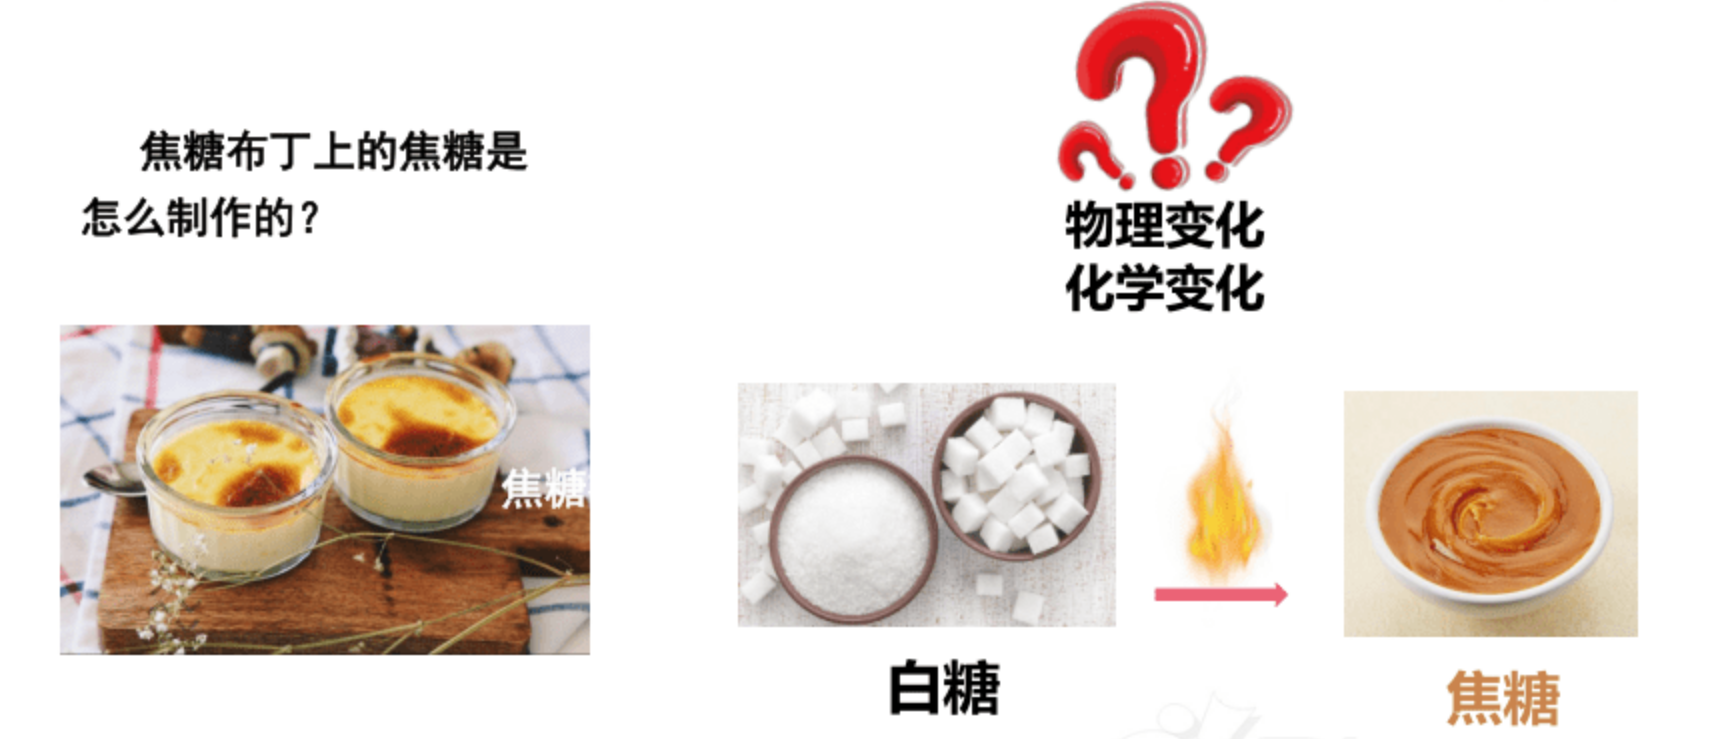 焦糖布丁上的焦糖是
怎么制作的?
物理变化
化学变化
焦糖
白糖
焦糖